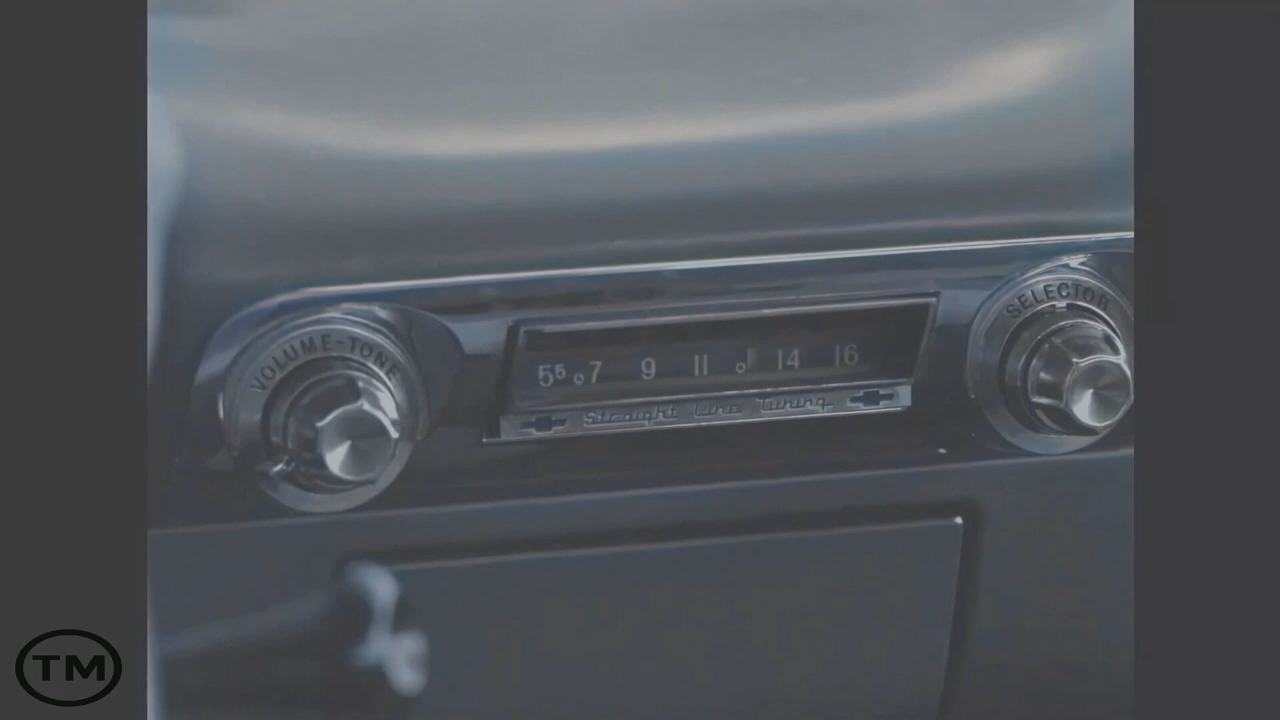 VOLUME-TONE
SELECTOR
55 7 9 11 14 16
Straight Line Tuning
TM